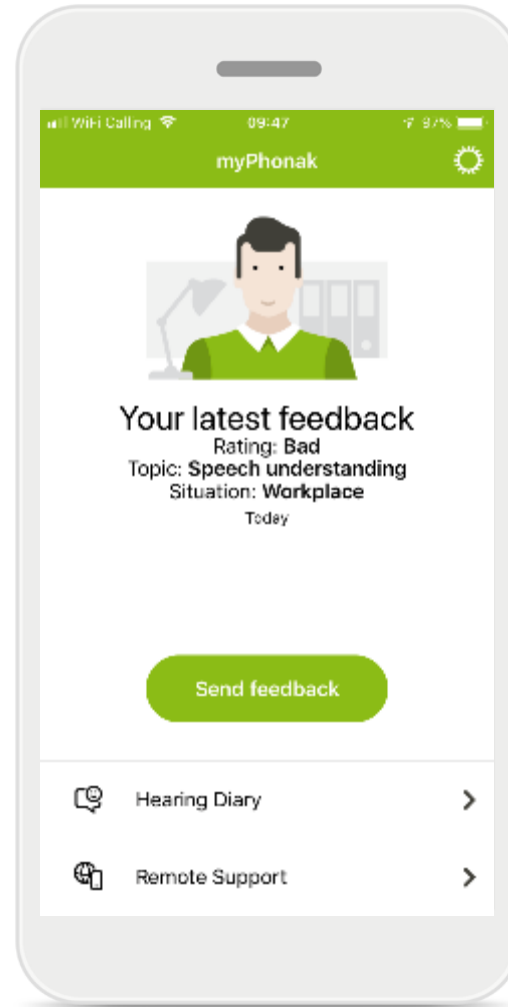 WiFi Calling 09:47 97%
myPhonak
Your latest feedback
Rating: Bad
Topic: Speech understanding
Situation: Workplace
Today
Send feedback
Hearing Diary
Remote Support